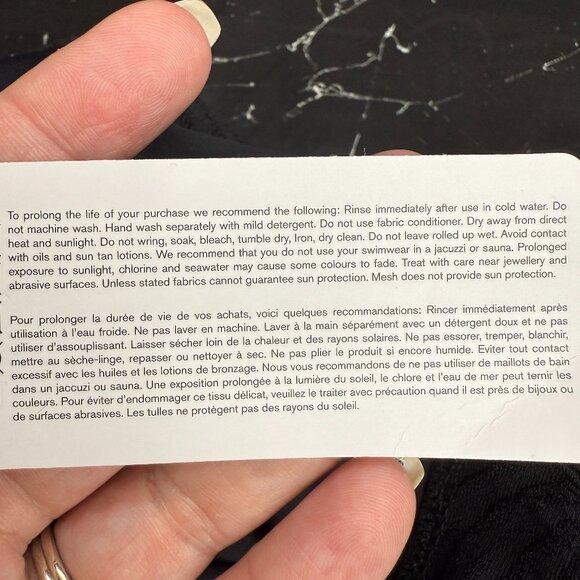 To prolong the life of your purchase we recommend the following: Rinse immediately after use in cold water. Do
not machine wash. Hand wash separately with mild detergent. Do not use fabric conditioner. Dry away from direct
heat and sunlight. Do not wring, soak, bleach, tumble dry, Iron, dry clean. Do not leave rolled up wet. Avoid contact
with oils and sun tan lotions. We recommend that you do not use your swimwear in a jacuzzi or sauna. Prolonged
exposure to sunlight, chlorine and seawater may cause some colours to fade. Treat with care near jewellery and
abrasive surfaces. Unless stated fabrics cannot guarantee sun protection. Mesh does not provide sun protection.
Pour prolonger la durée de vie de vos achats, voici quelques recommandations: Rincer immédiatement après
utilisation à l'eau froide. Ne pas laver en machine. Laver à la main séparément avec un détergent doux et ne pas
utiliser d'assouplissant. Laisser sécher loin de la chaleur et des rayons solaires. Ne pas essorer, tremper, blanchir,
mettre au sèche-linge, repasser ou nettoyer à sec. Ne pas plier le produit si encore humide. Eviter tout contact
excessif avec les huiles et les lotions de bronzage. Nous vous recommandons de ne pas utiliser de maillots de bain
dans un jaccuzi ou sauna. Une exposition prolongée à la lumière du soleil, le chlore et l'eau de mer peut ternir les
couleurs. Pour éviter d'endommager ce tissu délicat, veuillez le traiter avec précaution quand il est près de bijoux ou
de surfaces abrasives. Les tulles ne protègent pas des rayons du soleil.